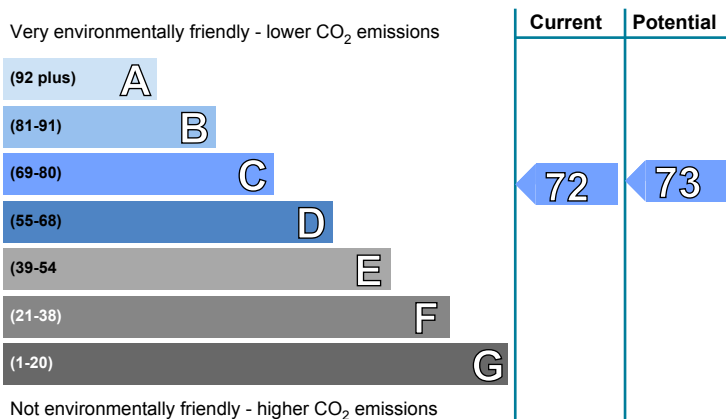 Current Potential
Very environmentally friendly - lower CO₂ emissions
(92 plus) A
(81-91) B
(69-80) C
72 73
(55-68) D
(39-54 E
(21-38) F
(1-20) G
Not environmentally friendly - higher CO₂ emissions